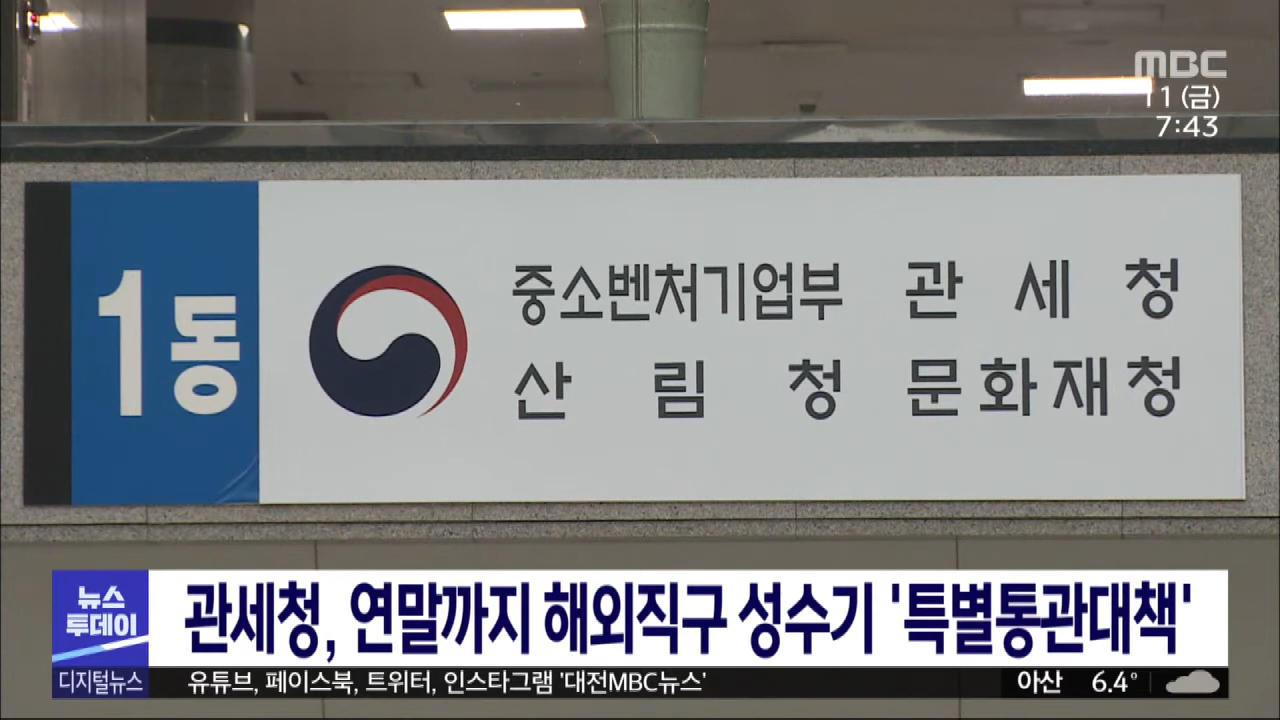 MBC
11 (금)
7:43
1동
중소벤처기업부 관세청
산림청 문화재청
뉴스
투데이
관세청, 연말까지 해외직구 성수기 '특별통관대책'
디지털뉴스
유튜브, 페이스북, 트위터, 인스타그램 '대전MBC뉴스'
아산 6.4°